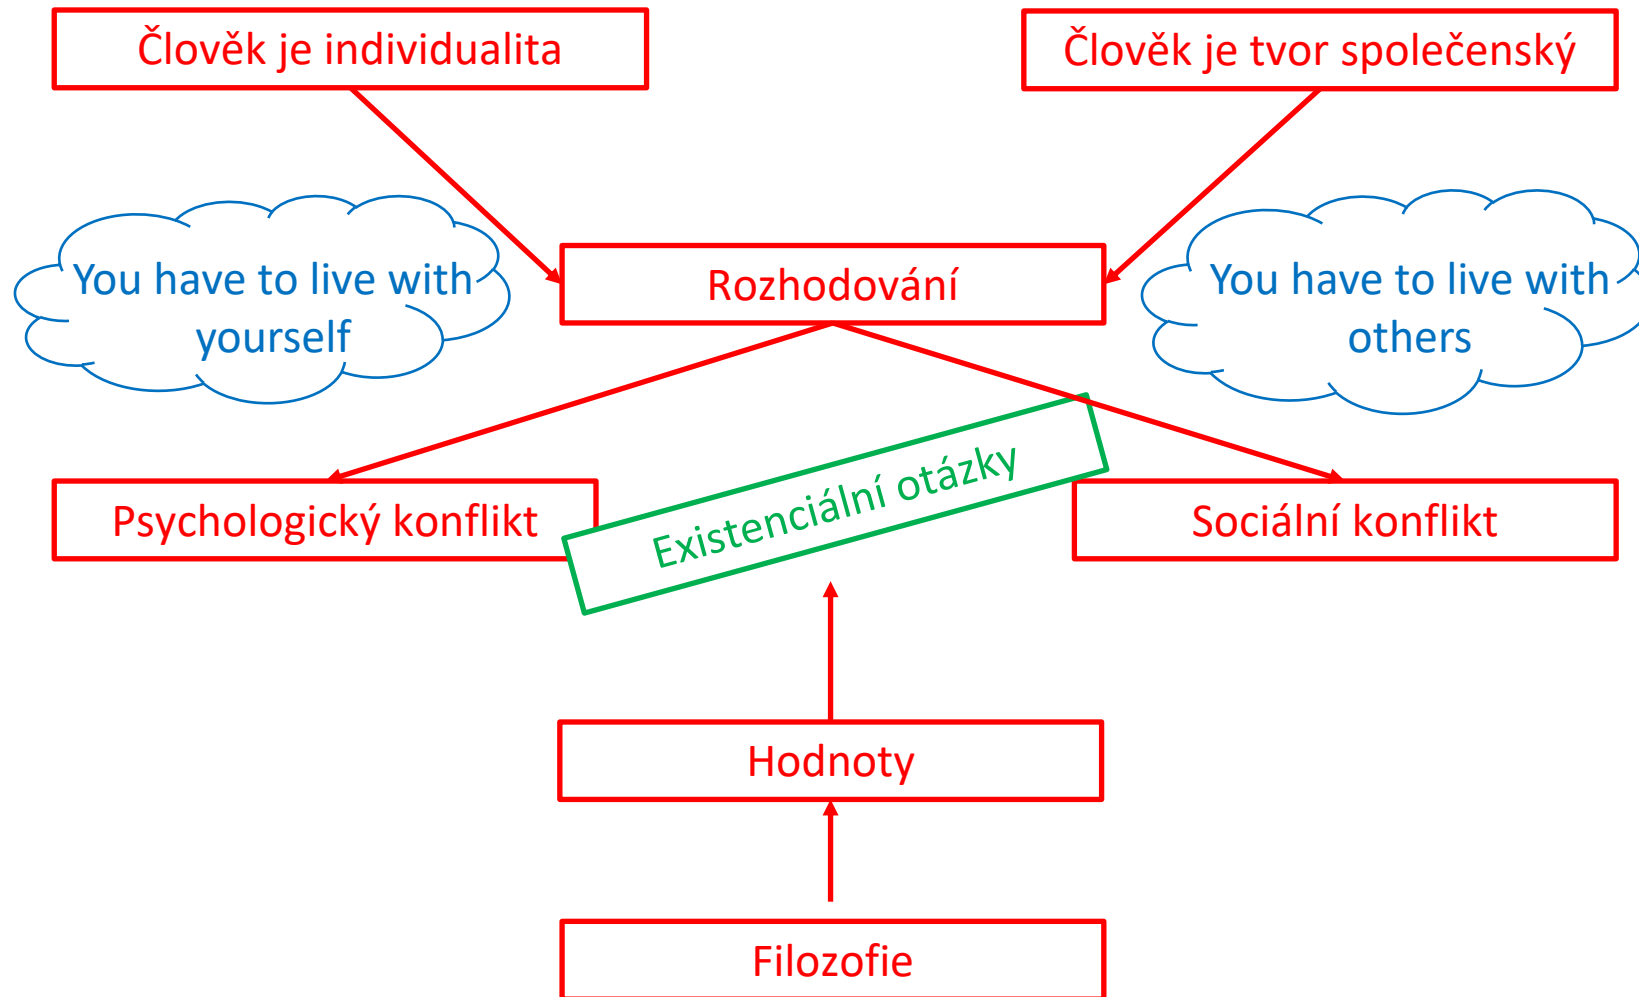 Člověk je individualita
Člověk je tvor společenský
You have to live with
yourself
Rozhodování
You have to live with
others
Psychologický konflikt
Existenciální otázky
Sociální konflikt
Hodnoty
Filozofie